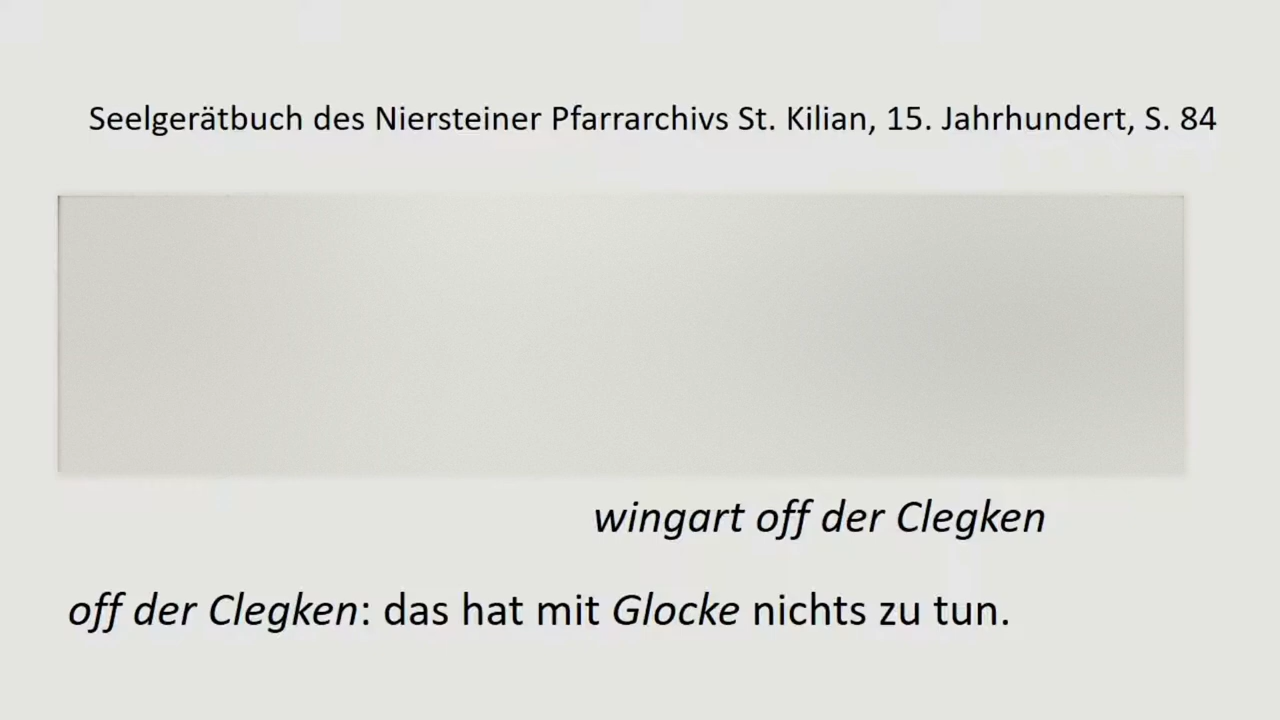 Seelgerätbuch des Niersteiner Pfarrarchivs St. Kilian, 15. Jahrhundert, S. 84
wingart off der Clegken
off der Clegken: das hat mit Glocke nichts zu tun.